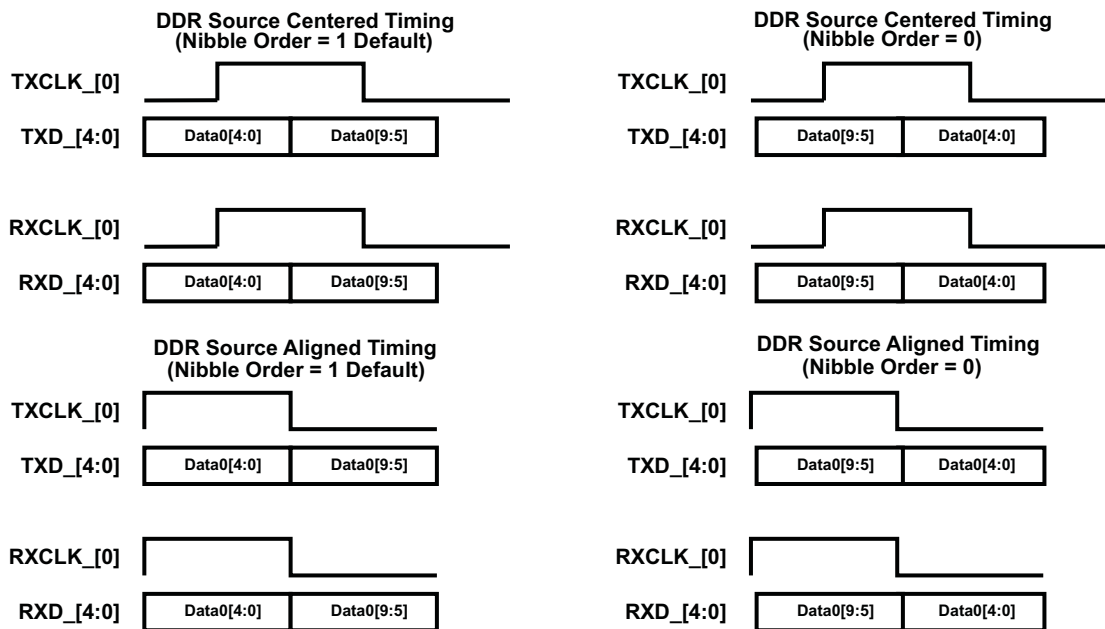 DDR Source Centered Timing
(Nibble Order = 1 Default)
TXCLK_[0]
TXD_[4:0] Data0[4:0] Data0[9:5]
RXCLK_[0]
RXD_[4:0] Data0[4:0] Data0[9:5]
DDR Source Centered Timing
(Nibble Order = 0)
TXCLK_[0]
TXD_[4:0] Data0[9:5] Data0[4:0]
RXCLK_[0]
RXD_[4:0] Data0[9:5] Data0[4:0]
DDR Source Aligned Timing
(Nibble Order = 1 Default)
TXCLK_[0]
TXD_[4:0] Data0[4:0] Data0[9:5]
RXCLK_[0]
RXD_[4:0] Data0[4:0] Data0[9:5]
DDR Source Aligned Timing
(Nibble Order = 0)
TXCLK_[0]
TXD_[4:0] Data0[9:5] Data0[4:0]
RXCLK_[0]
RXD_[4:0] Data0[9:5] Data0[4:0]